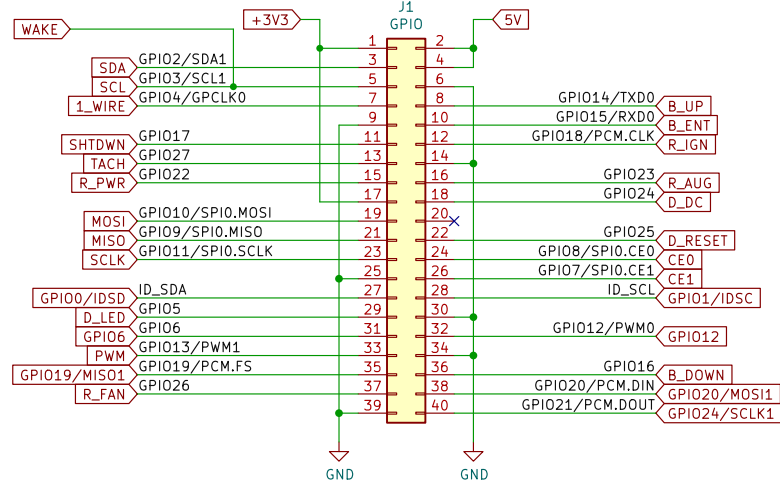 J1
GPIO
WAKE
+3V3
5V
1
2
SDA
GPIO2/SDA1
3
4
SCL
GPIO3/SCL1
5
6
1_WIRE
GPIO4/GPCLK0
7
8
GPIO14/TXD0
B_UP
9
10
GPIO15/RXD0
B_ENT
SHTDWN
GPIO17
11
12
GPIO18/PCM.CLK
R_IGN
TACH
GPIO27
13
14
R_PWR
GPIO22
15
16
GPIO23
R_AUG
17
18
GPIO24
D_DC
MOSI
GPIO10/SPI0.MOSI
19
20
MISO
GPIO9/SPI0.MISO
21
22
GPIO25
D_RESET
SCLK
GPIO11/SPI0.SCLK
23
24
GPIO8/SPI0.CE0
CE0
25
26
GPIO7/SPI0.CE1
CE1
GPIO0/IDSD
ID_SDA
27
28
ID_SCL
GPIO1/IDSC
D_LED
GPIO5
29
30
GPIO6
GPIO6
31
32
GPIO12/PWM0
GPIO12
PWM
GPIO13/PWM1
33
34
GPIO19/MISO1
GPIO19/PCM.FS
35
36
GPIO16
B_DOWN
R_FAN
GPIO26
37
38
GPIO20/PCM.DIN
GPIO20/MOSI1
39
40
GPIO21/PCM.DOUT
GPIO24/SCLK1
GND
GND